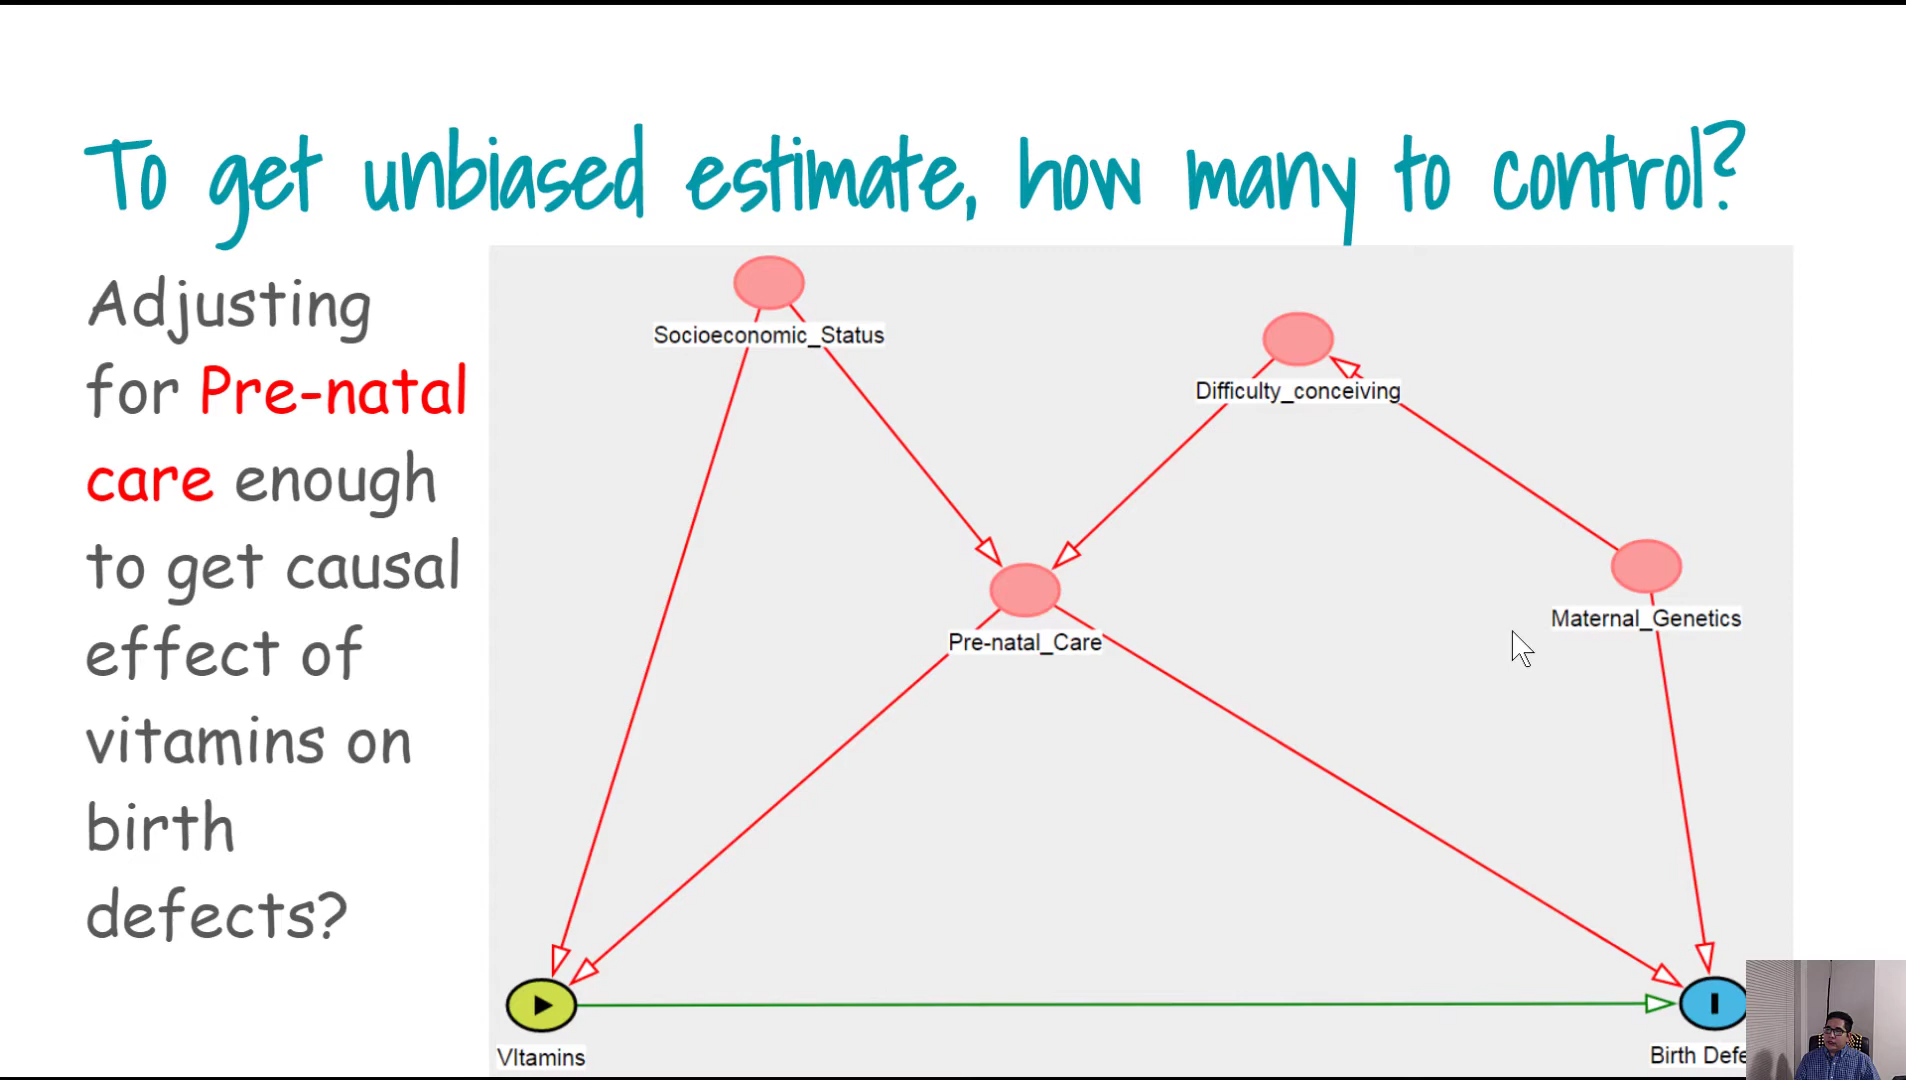 To get unbiased estimate, how many to control?
Adjusting
for Pre-natal
care enough
to get causal
effect of
vitamins on
birth
defects?
Socioeconomic_Status
Difficulty_conceiving
Maternal_Genetics
Pre-natal_Care
VItamins
Birth Defe